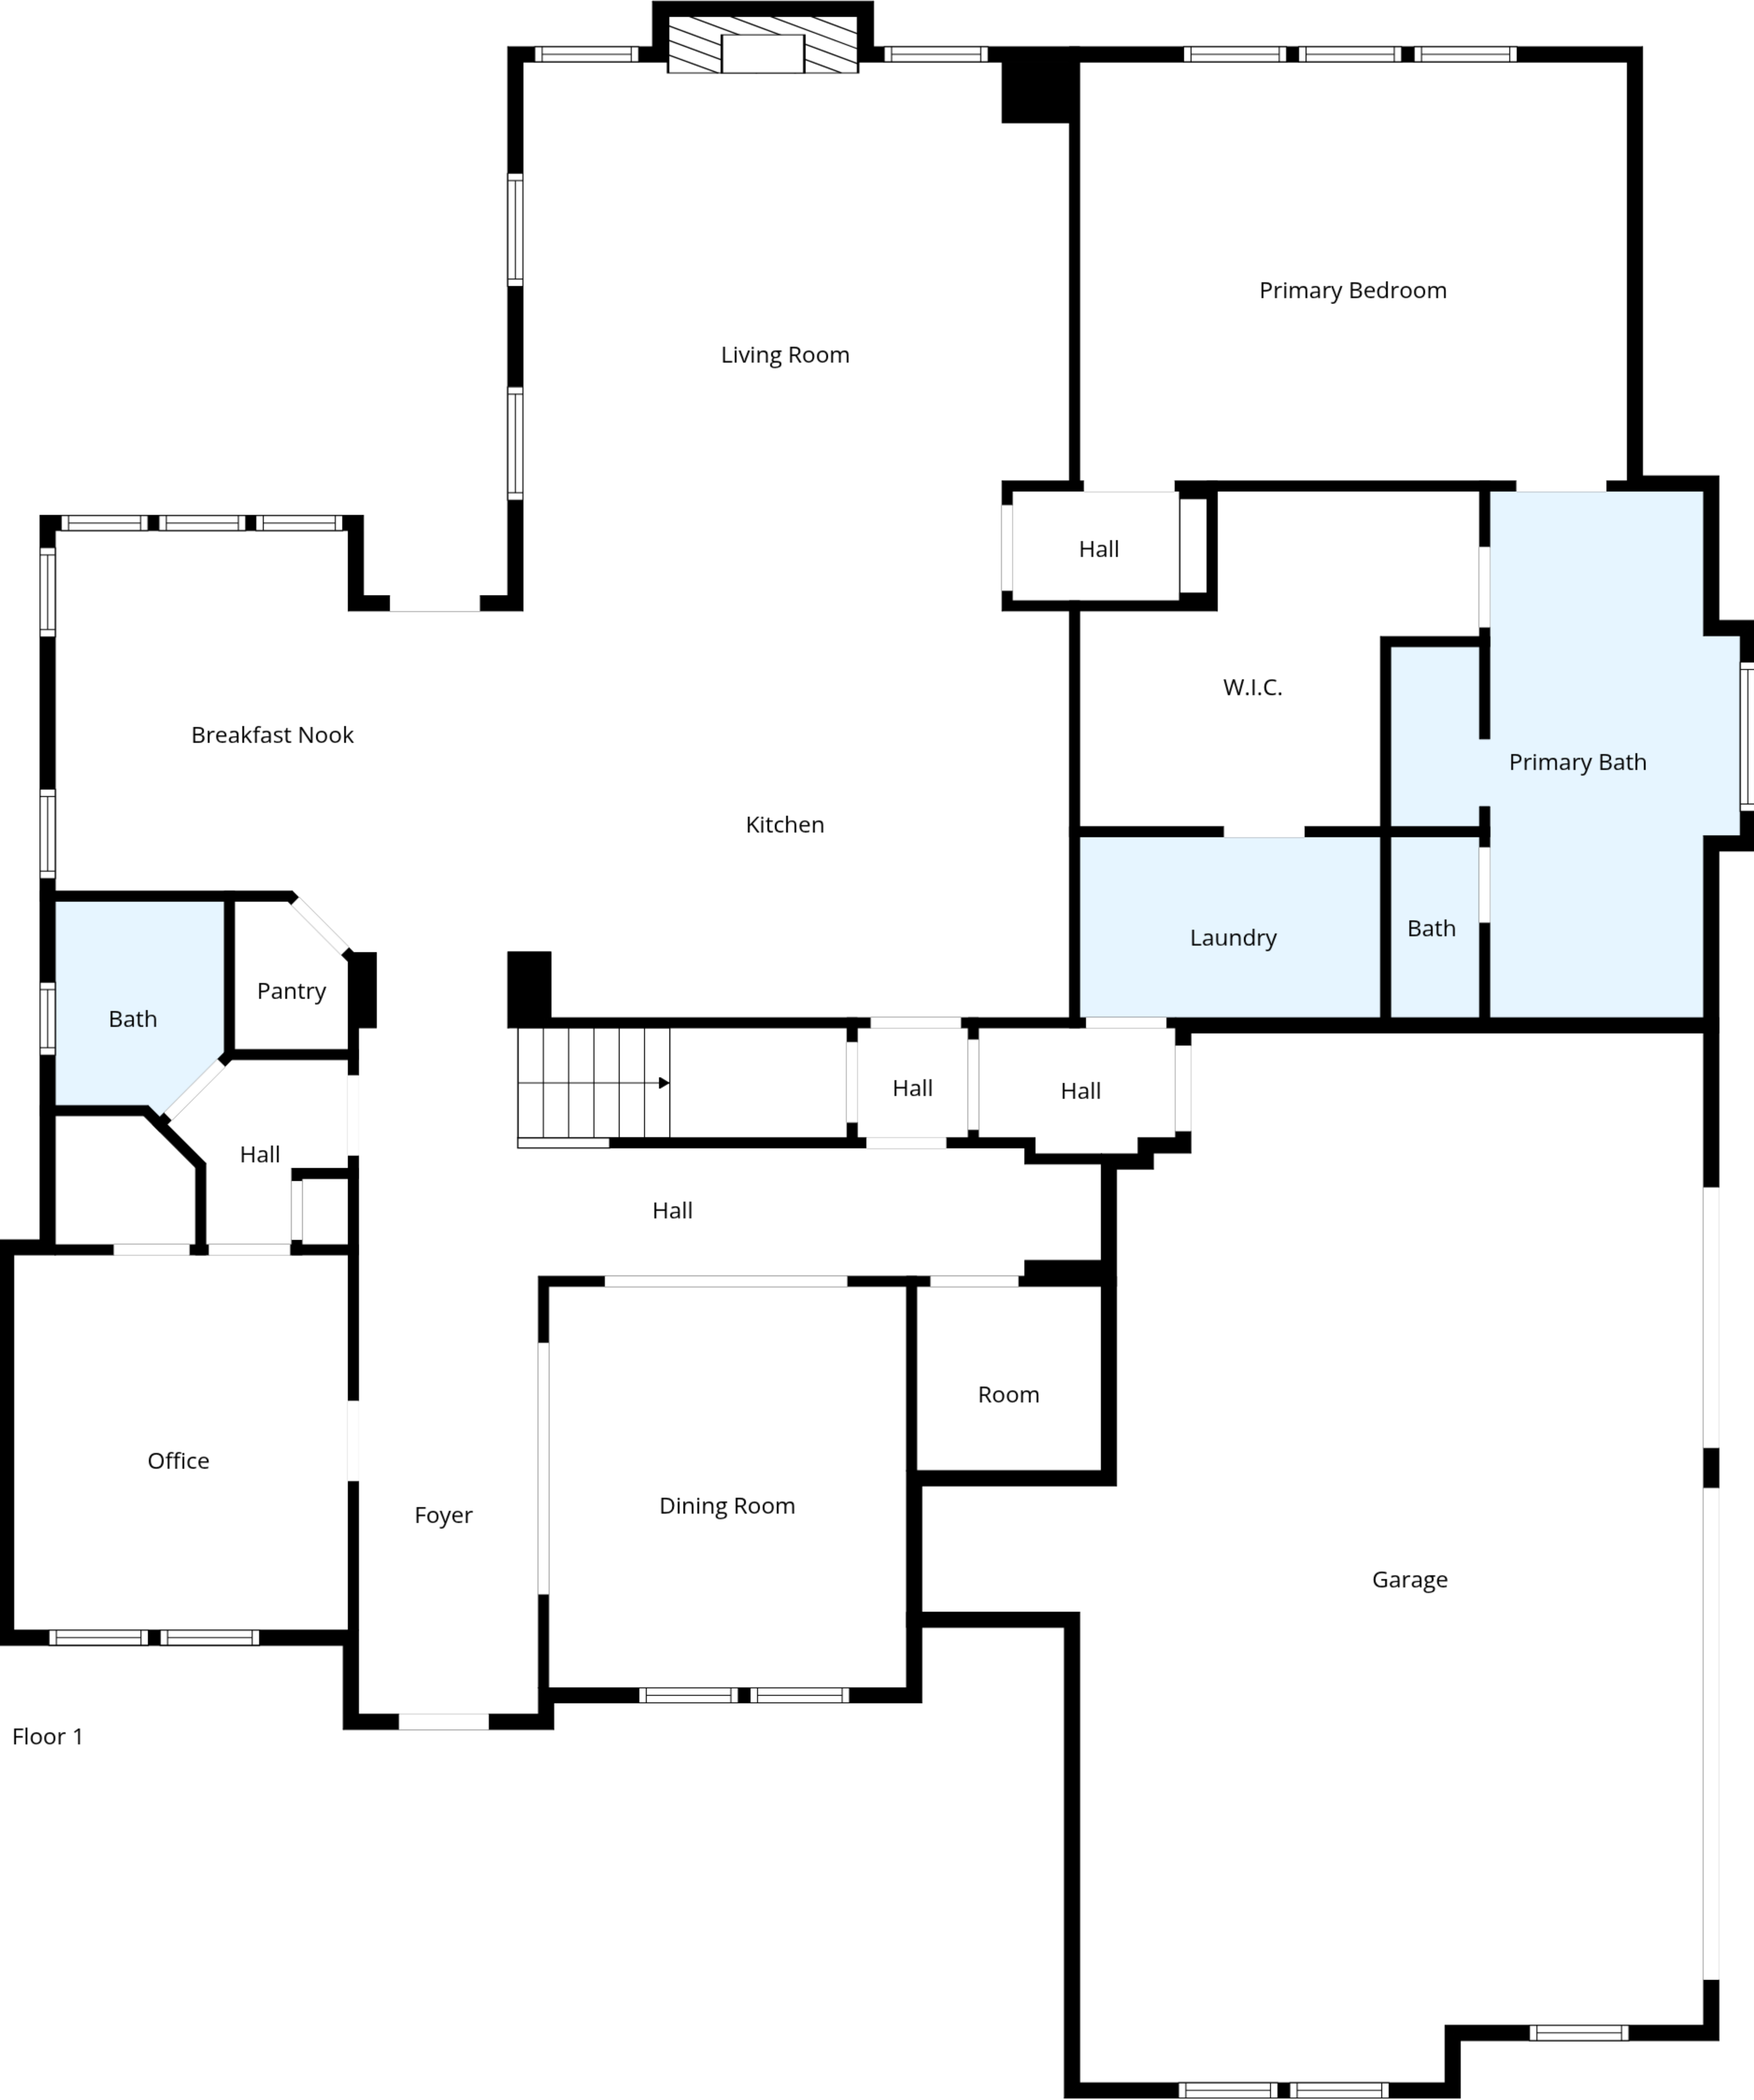 Primary Bedroom
Living Room
Hall
W.I.C.
Breakfast Nook
Primary Bath
Kitchen
Bath
Laundry
Pantry
Bath
Hall
Hall
Hall
Hall
Room
Office
Dining Room
Foyer
Garage
Floor 1